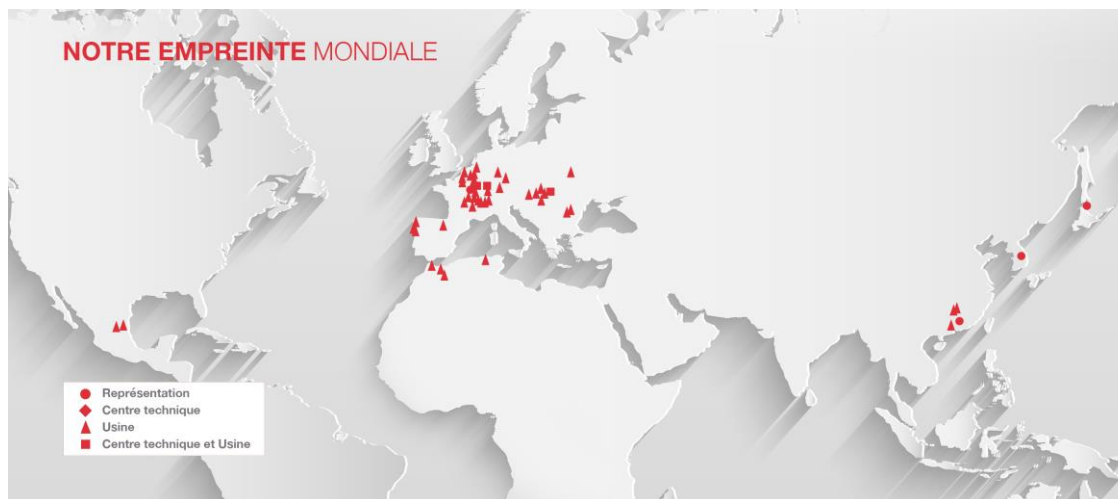 NOTRE EMPREINTE MONDIALE
Représentation
Centre technique
Usine
Centre technique et Usine